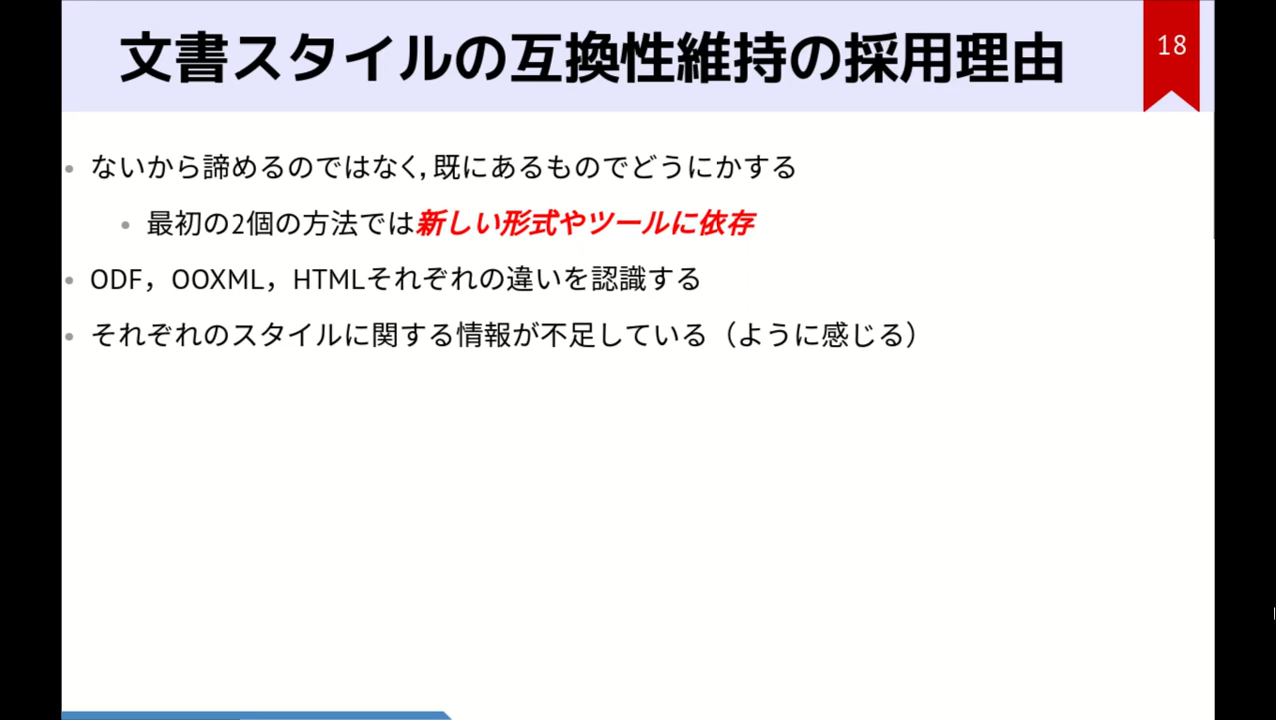 文書スタイルの互換性維持の採用理由
18
• ないから諦めるのではなく, 既にあるものでどうにかする
• 最初の2個の方法では新しい形式やツールに依存
• ODF，OOXML，HTMLそれぞれの違いを認識する
• それぞれのスタイルに関する情報が不足している（ように感じる）